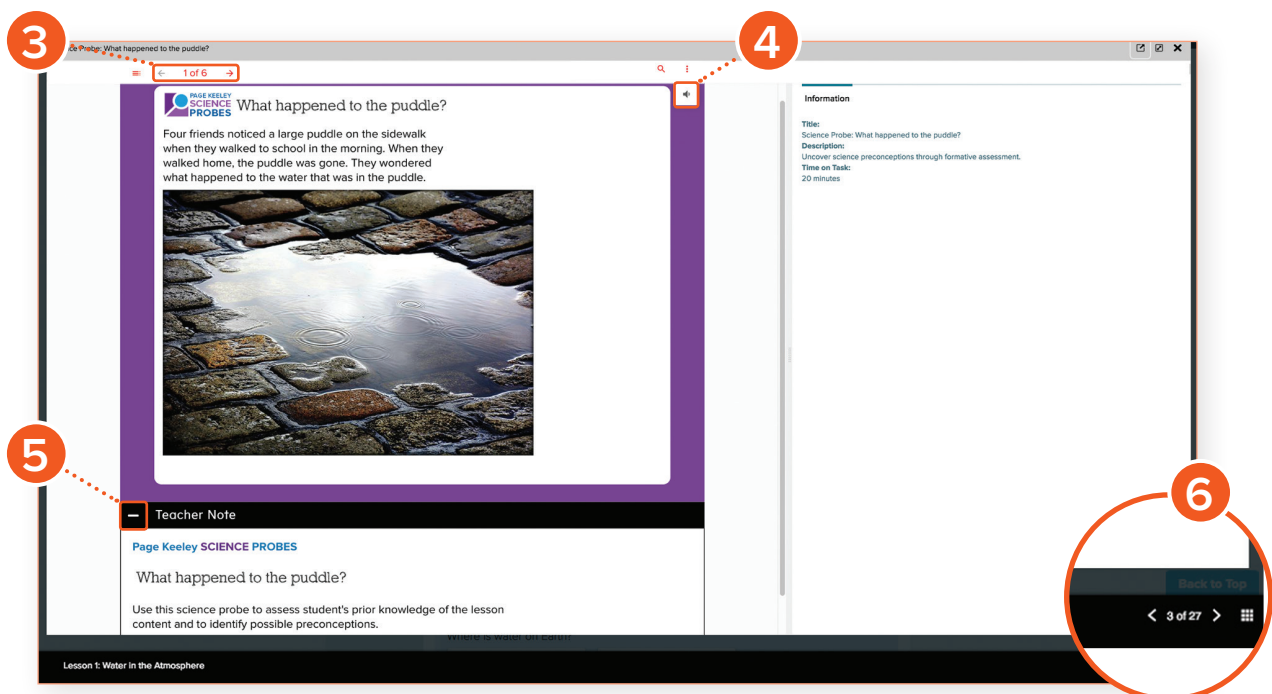 3
4
ce Probe: What happened to the puddle?
1 of 6
PAGE KEELEY
SCIENCE
PROBES
What happened to the puddle?
Four friends noticed a large puddle on the sidewalk
when they walked to school in the morning. When they
walked home, the puddle was gone. They wondered
what happened to the water that was in the puddle.
Information
Title:
Science Probe: What happened to the puddle?
Description:
Uncover science preconceptions through formative assessment.
Time on Task:
20 minutes
5
Teacher Note
Page Keeley SCIENCE PROBES
What happened to the puddle?
Use this science probe to assess student's prior knowledge of the lesson
content and to identify possible preconceptions.
Where is water on Earth?
Lesson 1: Water in the Atmosphere
6
Back to Top
3 of 27